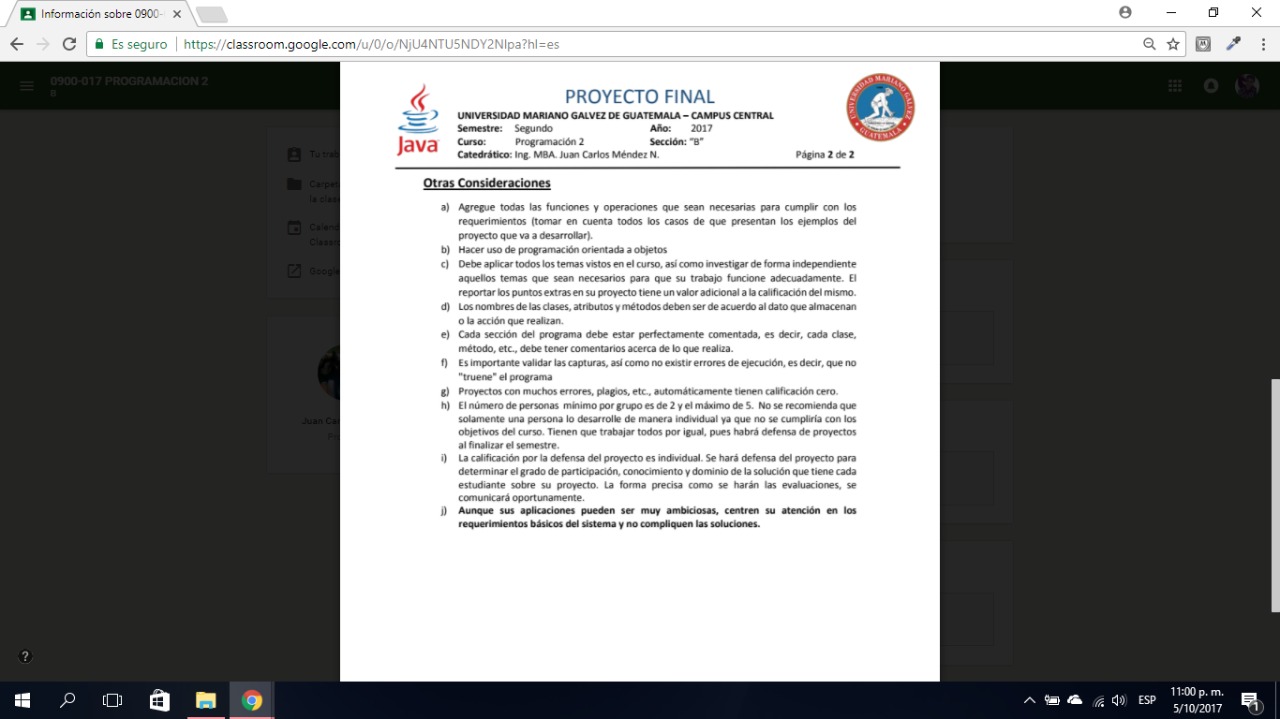 Información sobre 0900-
Es seguro https://classroom.google.com/u/0/o/NjU4NTU5NDY2NIpa?hl=es
0900-017 PROGRAMACION 2
B
Tu trab
Carpet
la clase
Calend
Classro
Google
Juan Car
Pro
PROYECTO FINAL
UNIVERSIDAD MARIANO GALVEZ DE GUATEMALA – CAMPUS CENTRAL
Semestre: Segundo Año: 2017
Curso: Programación 2 Sección: "B"
Catedrático: Ing. MBA. Juan Carlos Méndez N. Página 2 de 2
Java
UNIVERSIDAD MARIANO GALVEZ
GUATEMALA
Otras Consideraciones
a) Agregue todas las funciones y operaciones que sean necesarias para cumplir con los
requerimientos (tomar en cuenta todos los casos de que presentan los ejemplos del
proyecto que va a desarrollar).
b) Hacer uso de programación orientada a objetos
c) Debe aplicar todos los temas vistos en el curso, así como investigar de forma independiente
aquellos temas que sean necesarios para que su trabajo funcione adecuadamente. El
reportar los puntos extras en su proyecto tiene un valor adicional a la calificación del mismo.
d) Los nombres de las clases, atributos y métodos deben ser de acuerdo al dato que almacenan
o la acción que realizan.
e) Cada sección del programa debe estar perfectamente comentada, es decir, cada clase,
método, etc., debe tener comentarios acerca de lo que realiza.
f) Es importante validar las capturas, así como no existir errores de ejecución, es decir, que no
"truene" el programa
g) Proyectos con muchos errores, plagios, etc., automáticamente tienen calificación cero.
h) El número de personas mínimo por grupo es de 2 y el máximo de 5. No se recomienda que
solamente una persona lo desarrolle de manera individual ya que no se cumpliría con los
objetivos del curso. Tienen que trabajar todos por igual, pues habrá defensa de proyectos
al finalizar el semestre.
i) La calificación por la defensa del proyecto es individual. Se hará defensa del proyecto para
determinar el grado de participación, conocimiento y dominio de la solución que tiene cada
estudiante sobre su proyecto. La forma precisa como se harán las evaluaciones, se
comunicará oportunamente.
j) Aunque sus aplicaciones pueden ser muy ambiciosas, centren su atención en los
requerimientos básicos del sistema y no compliquen las soluciones.
ESP
11:00 p. m.
5/10/2017
1